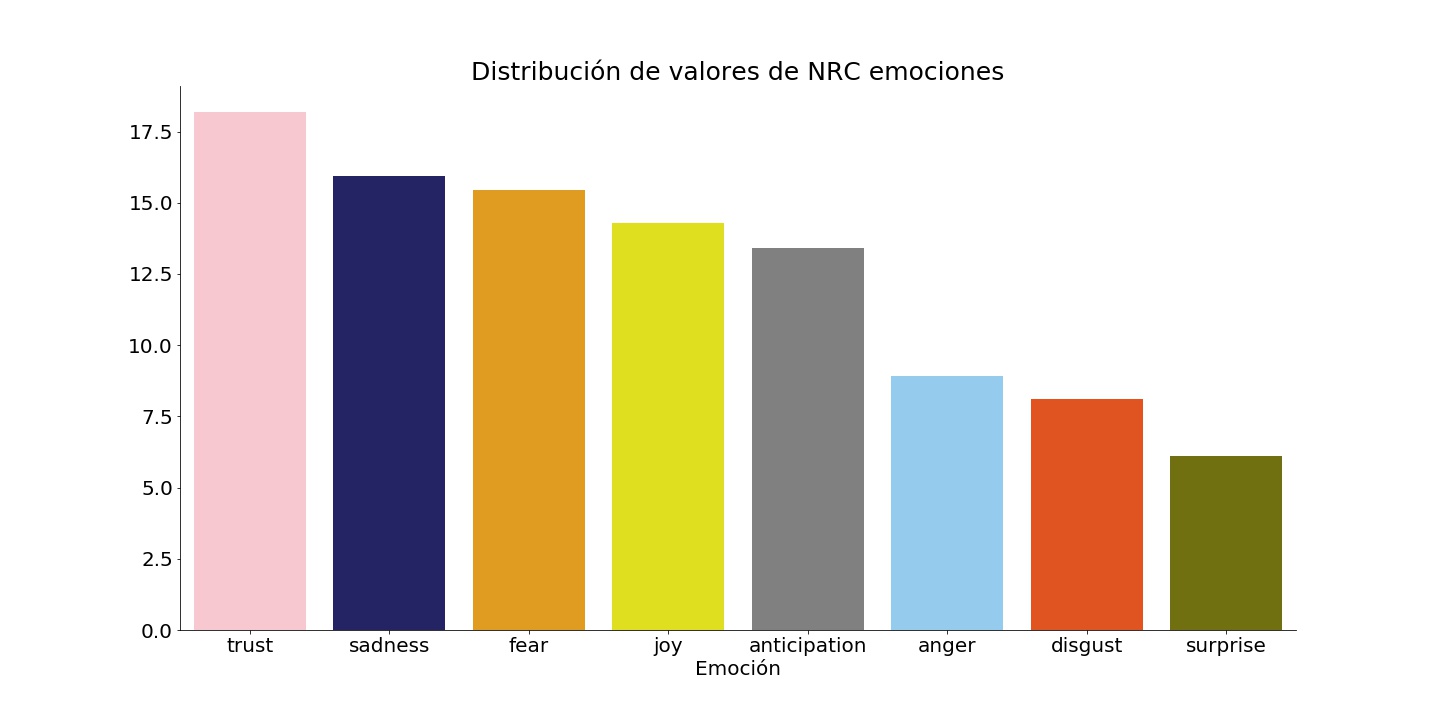 Distribución de valores de NRC emociones
17.5
15.0
12.5
10.0
7.5
5.0
2.5
0.0
trust sadness fear joy anticipation anger disgust surprise
Emoción